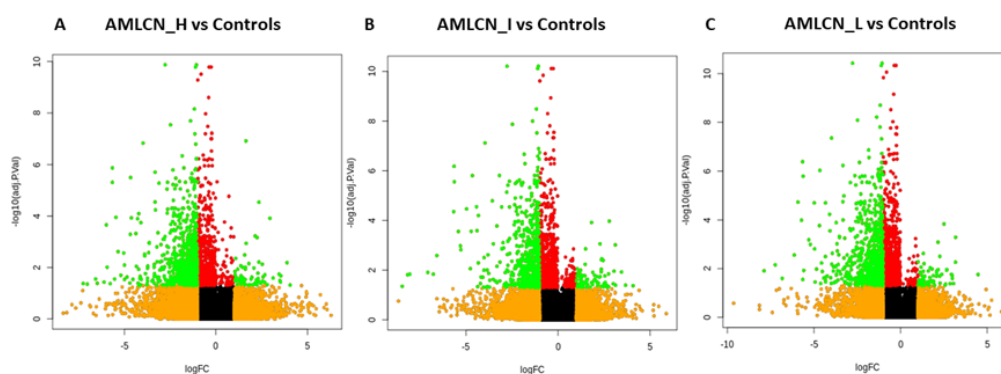 A AMLCN_H vs Controls
-log10(adj.P.Val)
10
8
6
4
2
0
-5 0 5
logFC
B AMLCN_I vs Controls
-log10(adj.P.Val)
10
8
6
4
2
0
-5 0 5
logFC
C AMLCN_L vs Controls
-log10(adj.P.Val)
10
8
6
4
2
0
-10 -5 0 5
logFC